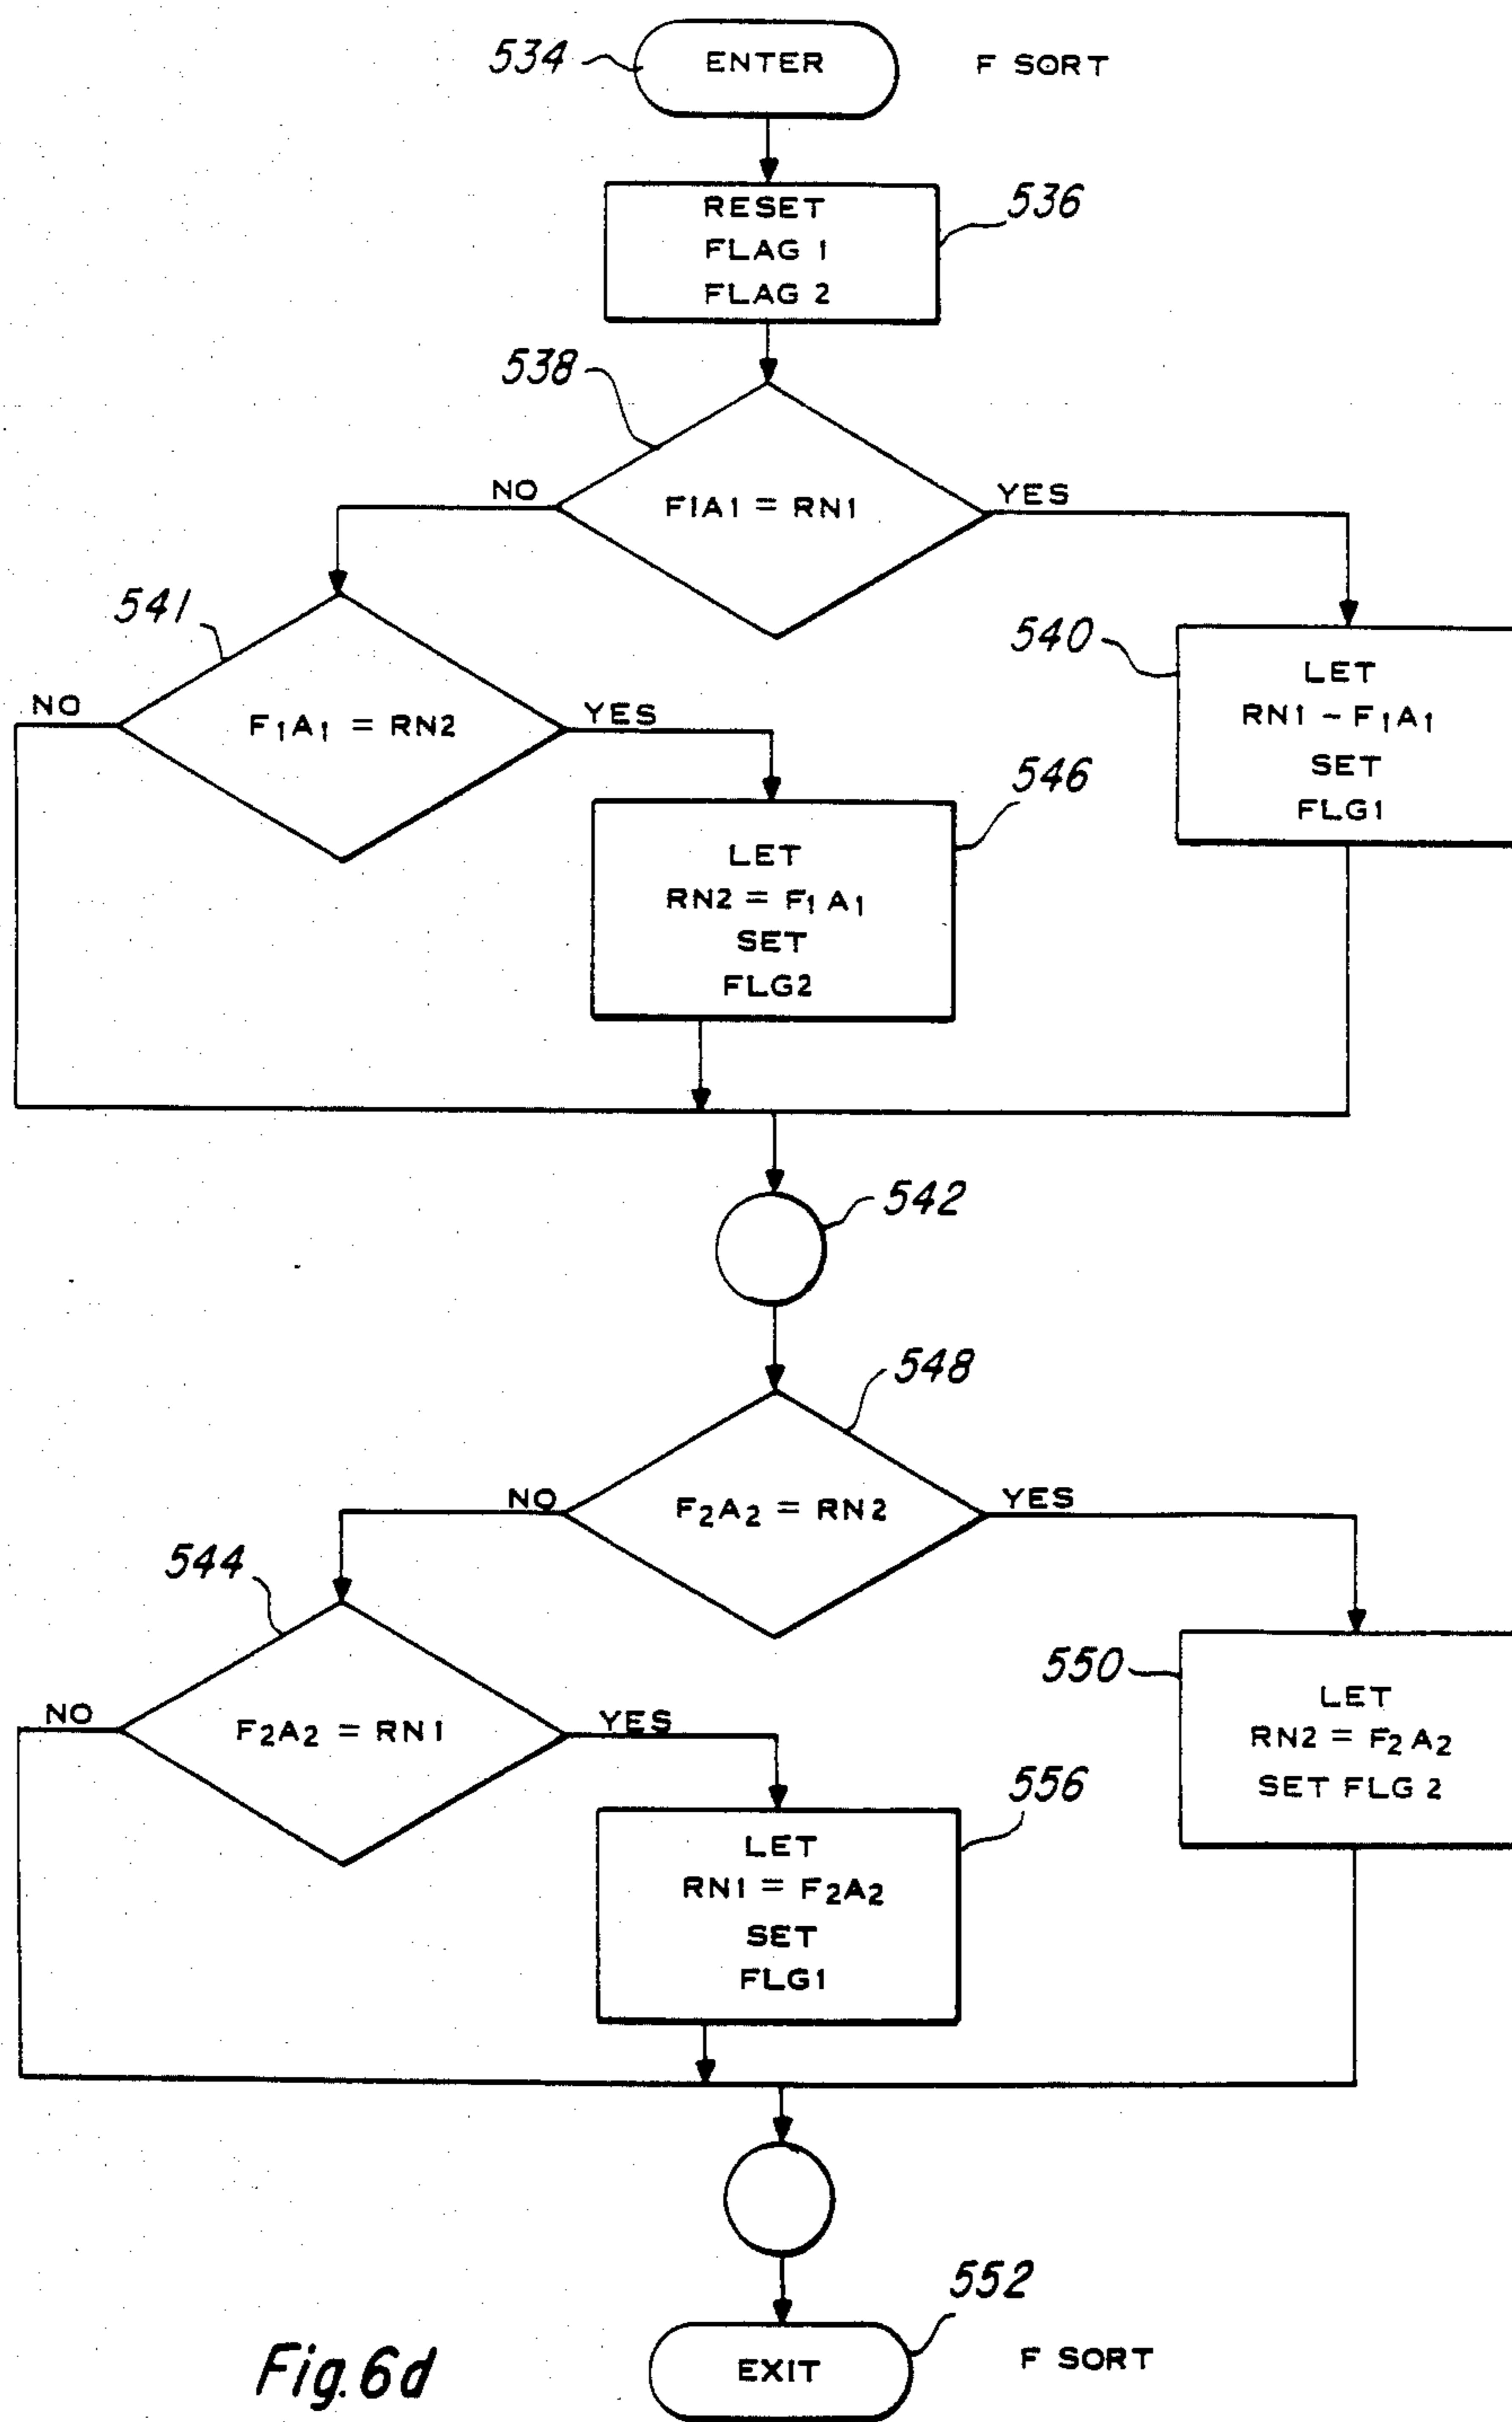 534
ENTER
F SORT
RESET
FLAG 1
FLAG 2
536
538
NO
F1A1 = RN1
YES
541
NO
F₁A₁ = RN2
YES
540
LET
RN1 - F₁A₁
SET
FLG1
546
LET
RN2 = F₁A₁
SET
FLG2
542
548
NO
F₂A₂ = RN2
YES
544
NO
F₂A₂ = RN1
YES
550
LET
RN2 = F₂A₂
SET FLG 2
556
LET
RN1 = F₂A₂
SET
FLG1
552
EXIT
F SORT
Fig. 6d